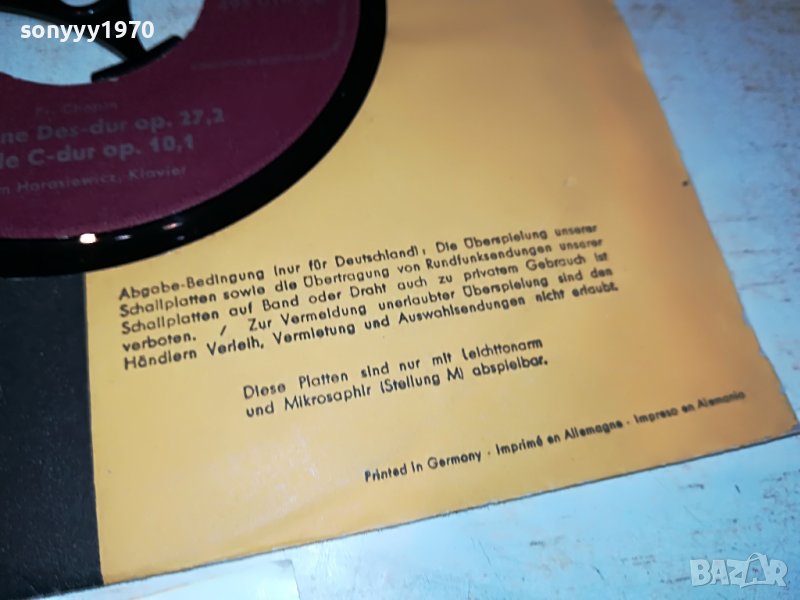 sonyyy1970
Fr. Chopin
ne Des-dur op. 27,2
de C-dur op. 10,1
Harasiewicz, Klavier
Abgabe-Bedingung (nur für Deutschland): Die Überspielung unserer
Schallplatten sowie die Übertragung von Rundfunksendungen unserer
Schallplatten auf Band oder Draht auch zu privatem Gebrauch ist
verboten. / Zur Vermeidung unerlaubter Überspielung sind den
Händlern Verleih, Vermietung und Auswahlsendungen nicht erlaubt.
Diese Platten sind nur mit Leichttonarm
und Mikrosaphir (Stellung M) abspielbar.
Printed in Germany · Imprimé en Allemagne · Impreso en Alemania
BAZAR